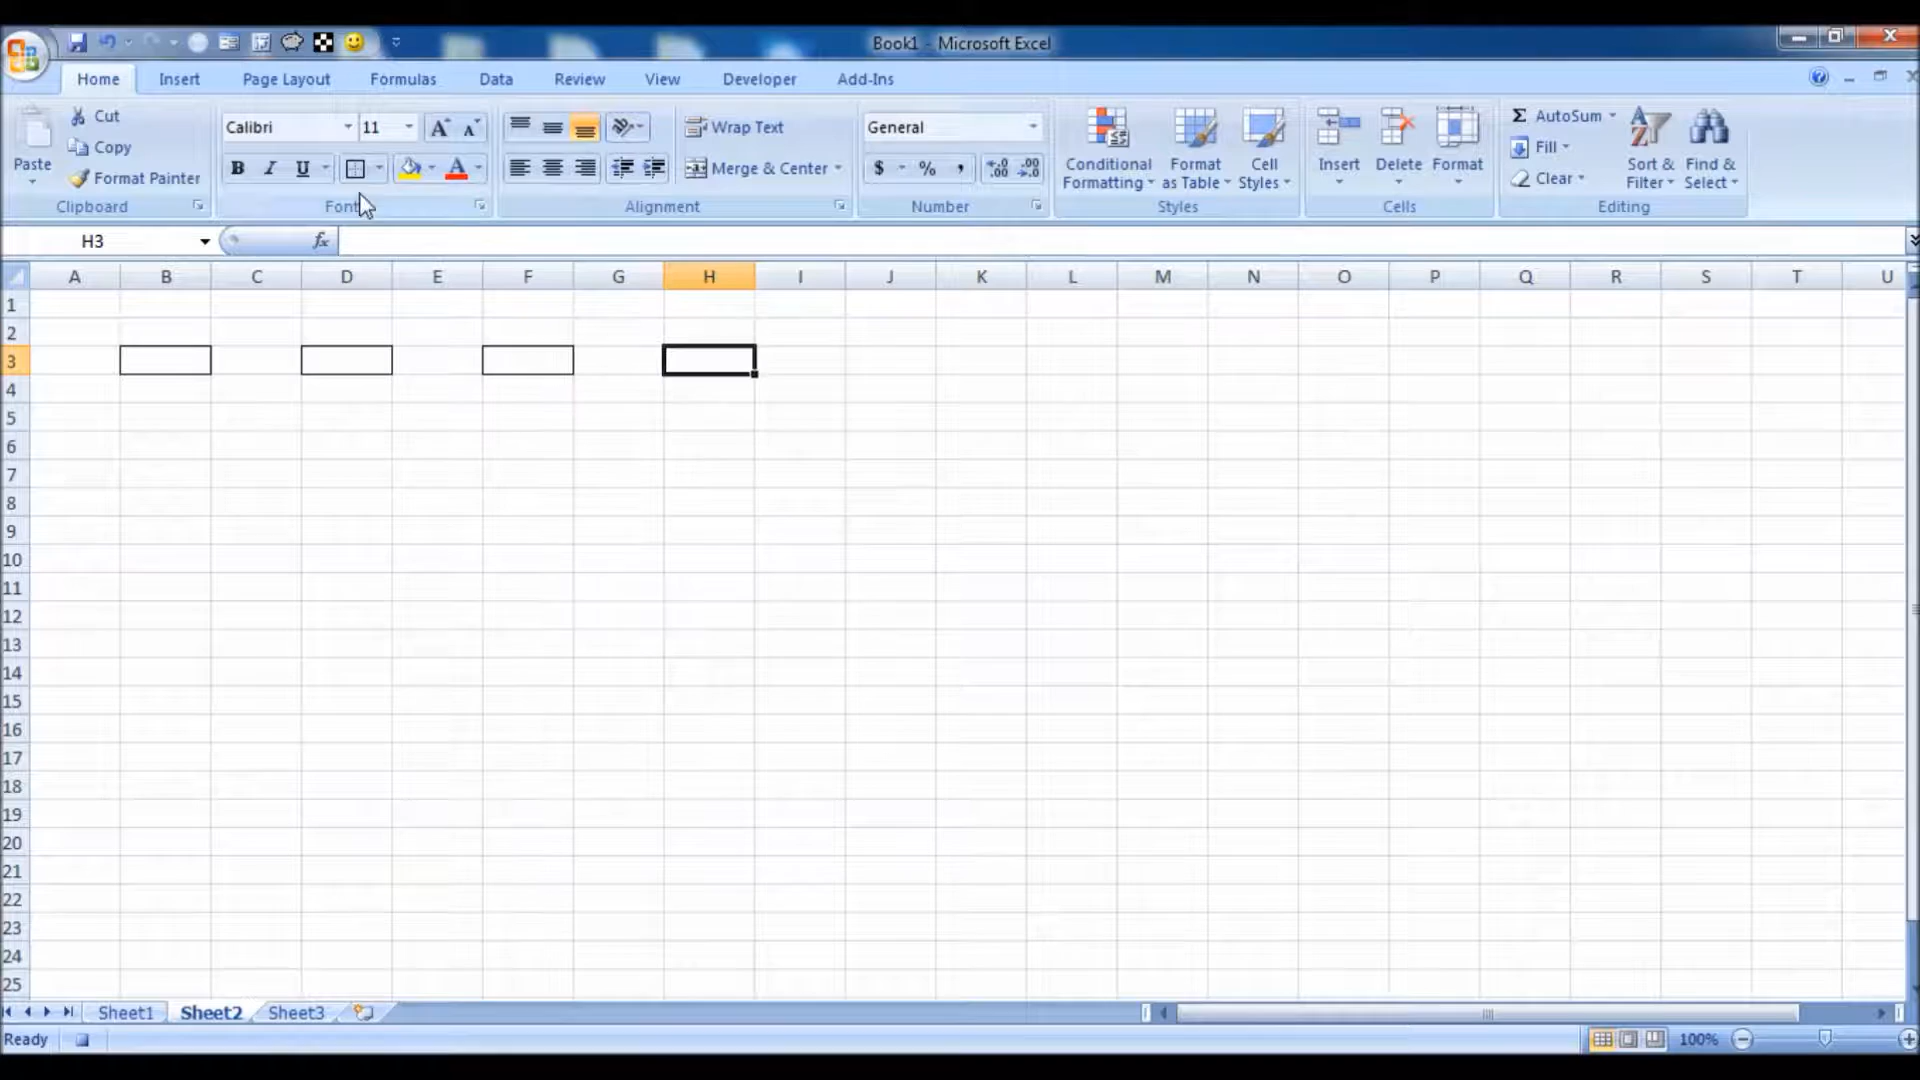 Book1 - Microsoft Excel
Home Insert Page Layout Formulas Data Review View Developer Add-Ins
Paste
Cut
Copy
Format Painter
Clipboard
Calibri 11
B I U A
Font
Wrap Text
Merge & Center
Alignment
General
$ % ,
Number
Conditional Formatting
Format as Table
Cell Styles
Styles
Insert
Delete
Format
Cells
Σ AutoSum
Fill
Clear
Sort & Filter
Find & Select
Editing
H3 fx
A B C D E F G H I J K L M N O P Q R S T U
1
2
3
4
5
6
7
8
9
10
11
12
13
14
15
16
17
18
19
20
21
22
23
24
25
Sheet1 Sheet2 Sheet3
Ready 100%